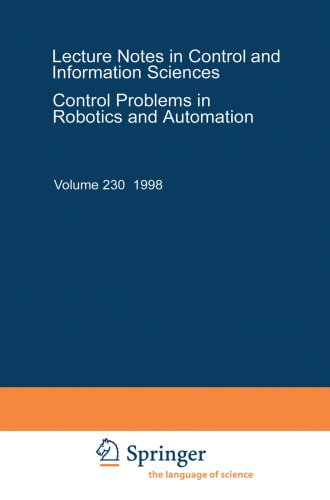 Lecture Notes in Control and
Information Sciences
Control Problems in
Robotics and Automation
Volume 230 1998
Springer
the language of science